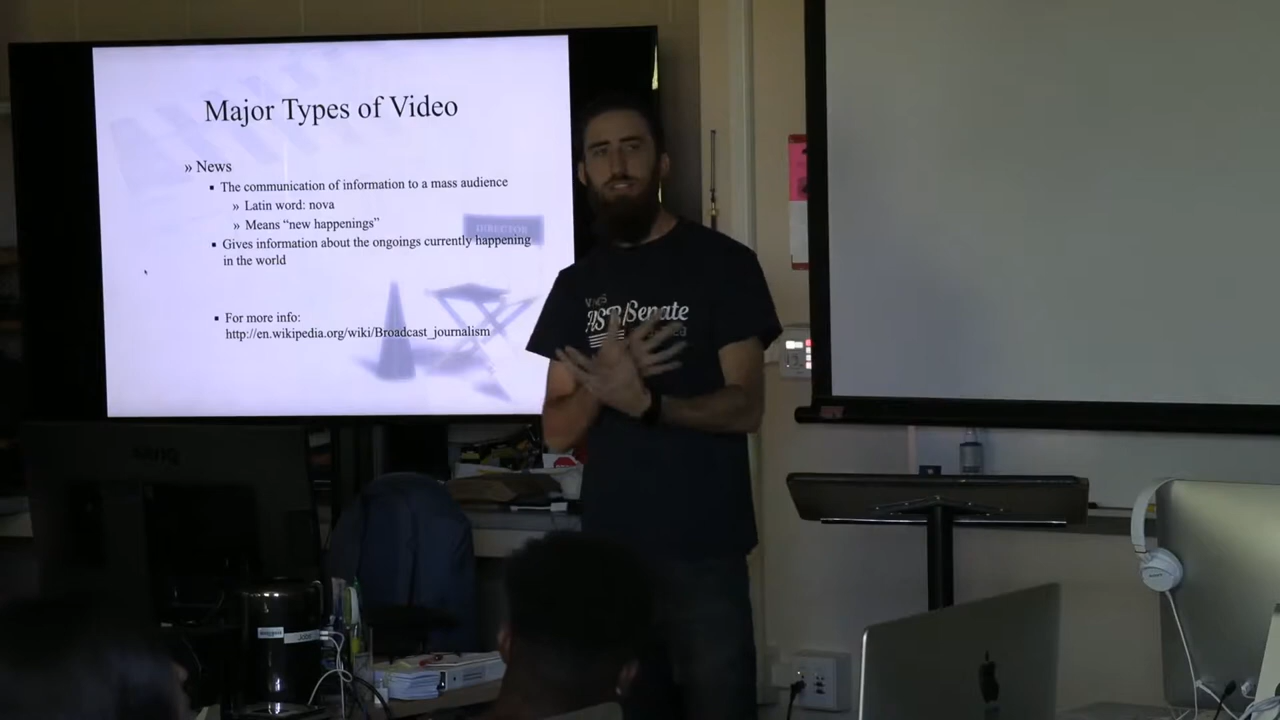 Major Types of Video
» News
▪ The communication of information to a mass audience
» Latin word: nova
» Means “new happenings”
DIRECTOR
▪ Gives information about the ongoings currently happening
in the world
▪ For more info:
http://en.wikipedia.org/wiki/Broadcast_journalism
ASB/Senate